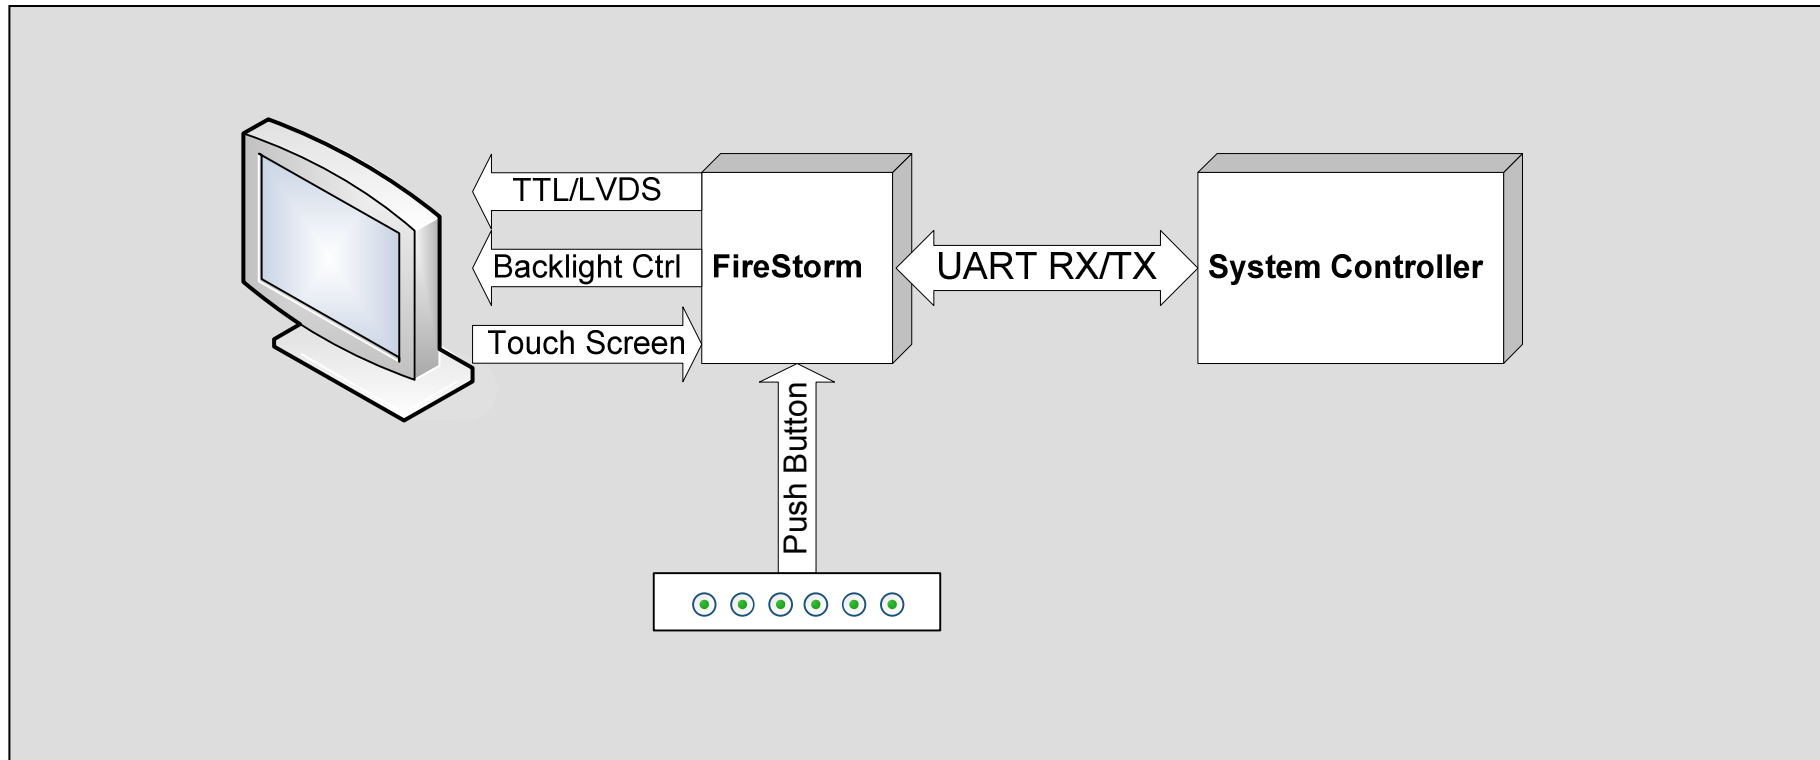 TTL/LVDS
Backlight Ctrl
FireStorm
UART RX/TX
System Controller
Touch Screen
Push Button